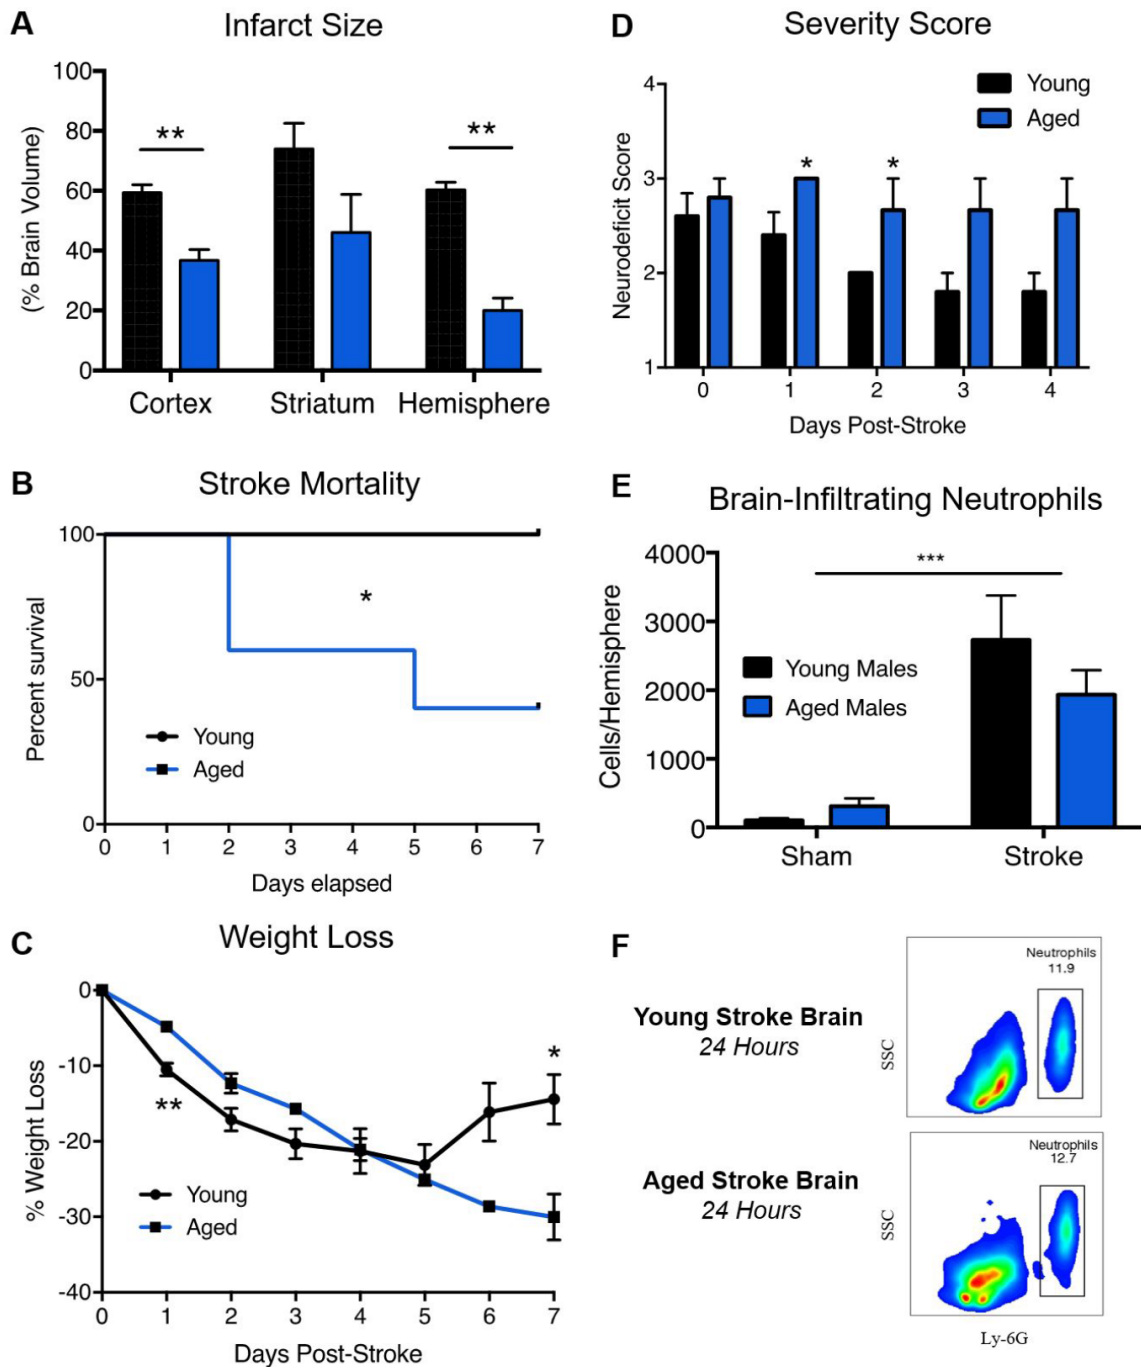 A
Infarct Size
(% Brain Volume)
100
80
60
40
20
0
**
**
Cortex Striatum Hemisphere
B
Stroke Mortality
Percent survival
100
50
0
*
Young
Aged
0 1 2 3 4 5 6 7
Days elapsed
C
Weight Loss
% Weight Loss
0
-10
-20
-30
-40
**
*
Young
Aged
0 1 2 3 4 5 6 7
Days Post-Stroke
D
Severity Score
Neurodeficit Score
4
3
2
1
Young
Aged
* *
0 1 2 3 4
Days Post-Stroke
E
Brain-Infiltrating Neutrophils
Cells/Hemisphere
4000
3000
2000
1000
0
***
Young Males
Aged Males
Sham Stroke
F
Young Stroke Brain
24 Hours
SSC
Neutrophils
11.9
Aged Stroke Brain
24 Hours
SSC
Neutrophils
12.7
Ly-6G